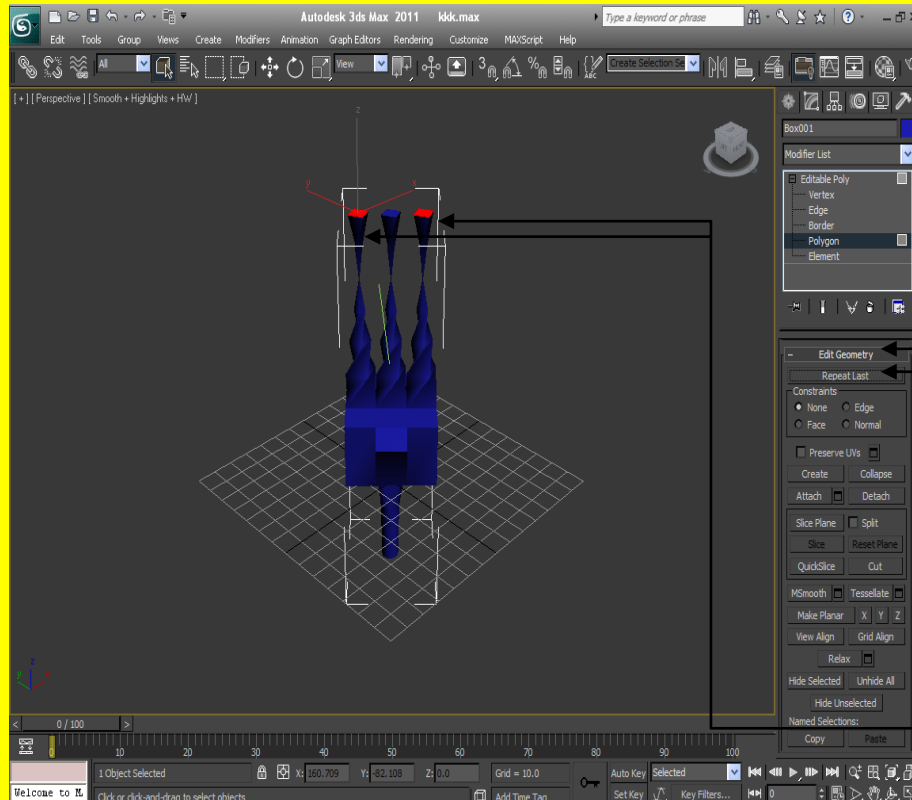 Autodesk 3ds Max 2011 kkk.max
Type a keyword or phrase
Edit Tools Group Views Create Modifiers Animation Graph Editors Rendering Customize MAXScript Help
All View 3 % ABC Create Selection Se
[ + ] [ Perspective ] [ Smooth + Highlights + HW ]
z
y x
Box001
Modifier List
Editable Poly
Vertex
Edge
Border
Polygon
Element
Edit Geometry
Repeat Last
Constraints
None Edge
Face Normal
Preserve UVs
Create Collapse
Attach Detach
Slice Plane Split
Slice Reset Plane
QuickSlice Cut
MSmooth Tessellate
Make Planar X Y Z
View Align Grid Align
Relax
Hide Selected Unhide All
Hide Unselected
Named Selections:
Copy Paste
z
y x
< 0 / 100 >
0 10 20 30 40 50 60 70 80 90 100
1 Object Selected X: 160.709 Y: -82.108 Z: 0.0 Grid = 10.0 Auto Key Selected
Welcome to M. Click or click-and-drag to select objects Add Time Tag Set Key Key Filters... 0